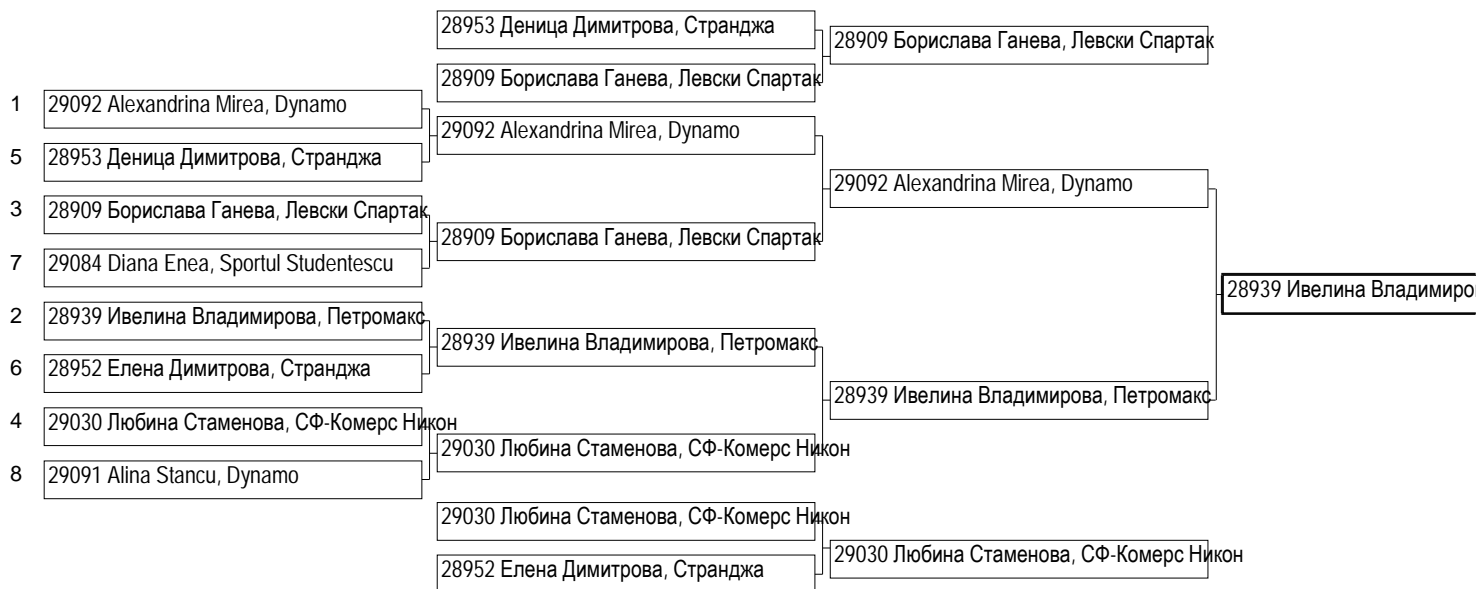 28953 Деница Димитрова, Странджа
28909 Борислава Ганева, Левски Спартак
28909 Борислава Ганева, Левски Спартак
1 29092 Alexandrina Mirea, Dynamo
29092 Alexandrina Mirea, Dynamo
5 28953 Деница Димитрова, Странджа
29092 Alexandrina Mirea, Dynamo
3 28909 Борислава Ганева, Левски Спартак
28909 Борислава Ганева, Левски Спартак
7 29084 Diana Enea, Sportul Studentescu
28939 Ивелина Владимиро
2 28939 Ивелина Владимирова, Петромакс
28939 Ивелина Владимирова, Петромакс
6 28952 Елена Димитрова, Странджа
28939 Ивелина Владимирова, Петромакс
4 29030 Любина Стаменова, СФ-Комерс Никон
29030 Любина Стаменова, СФ-Комерс Никон
8 29091 Alina Stancu, Dynamo
29030 Любина Стаменова, СФ-Комерс Никон
29030 Любина Стаменова, СФ-Комерс Никон
28952 Елена Димитрова, Странджа